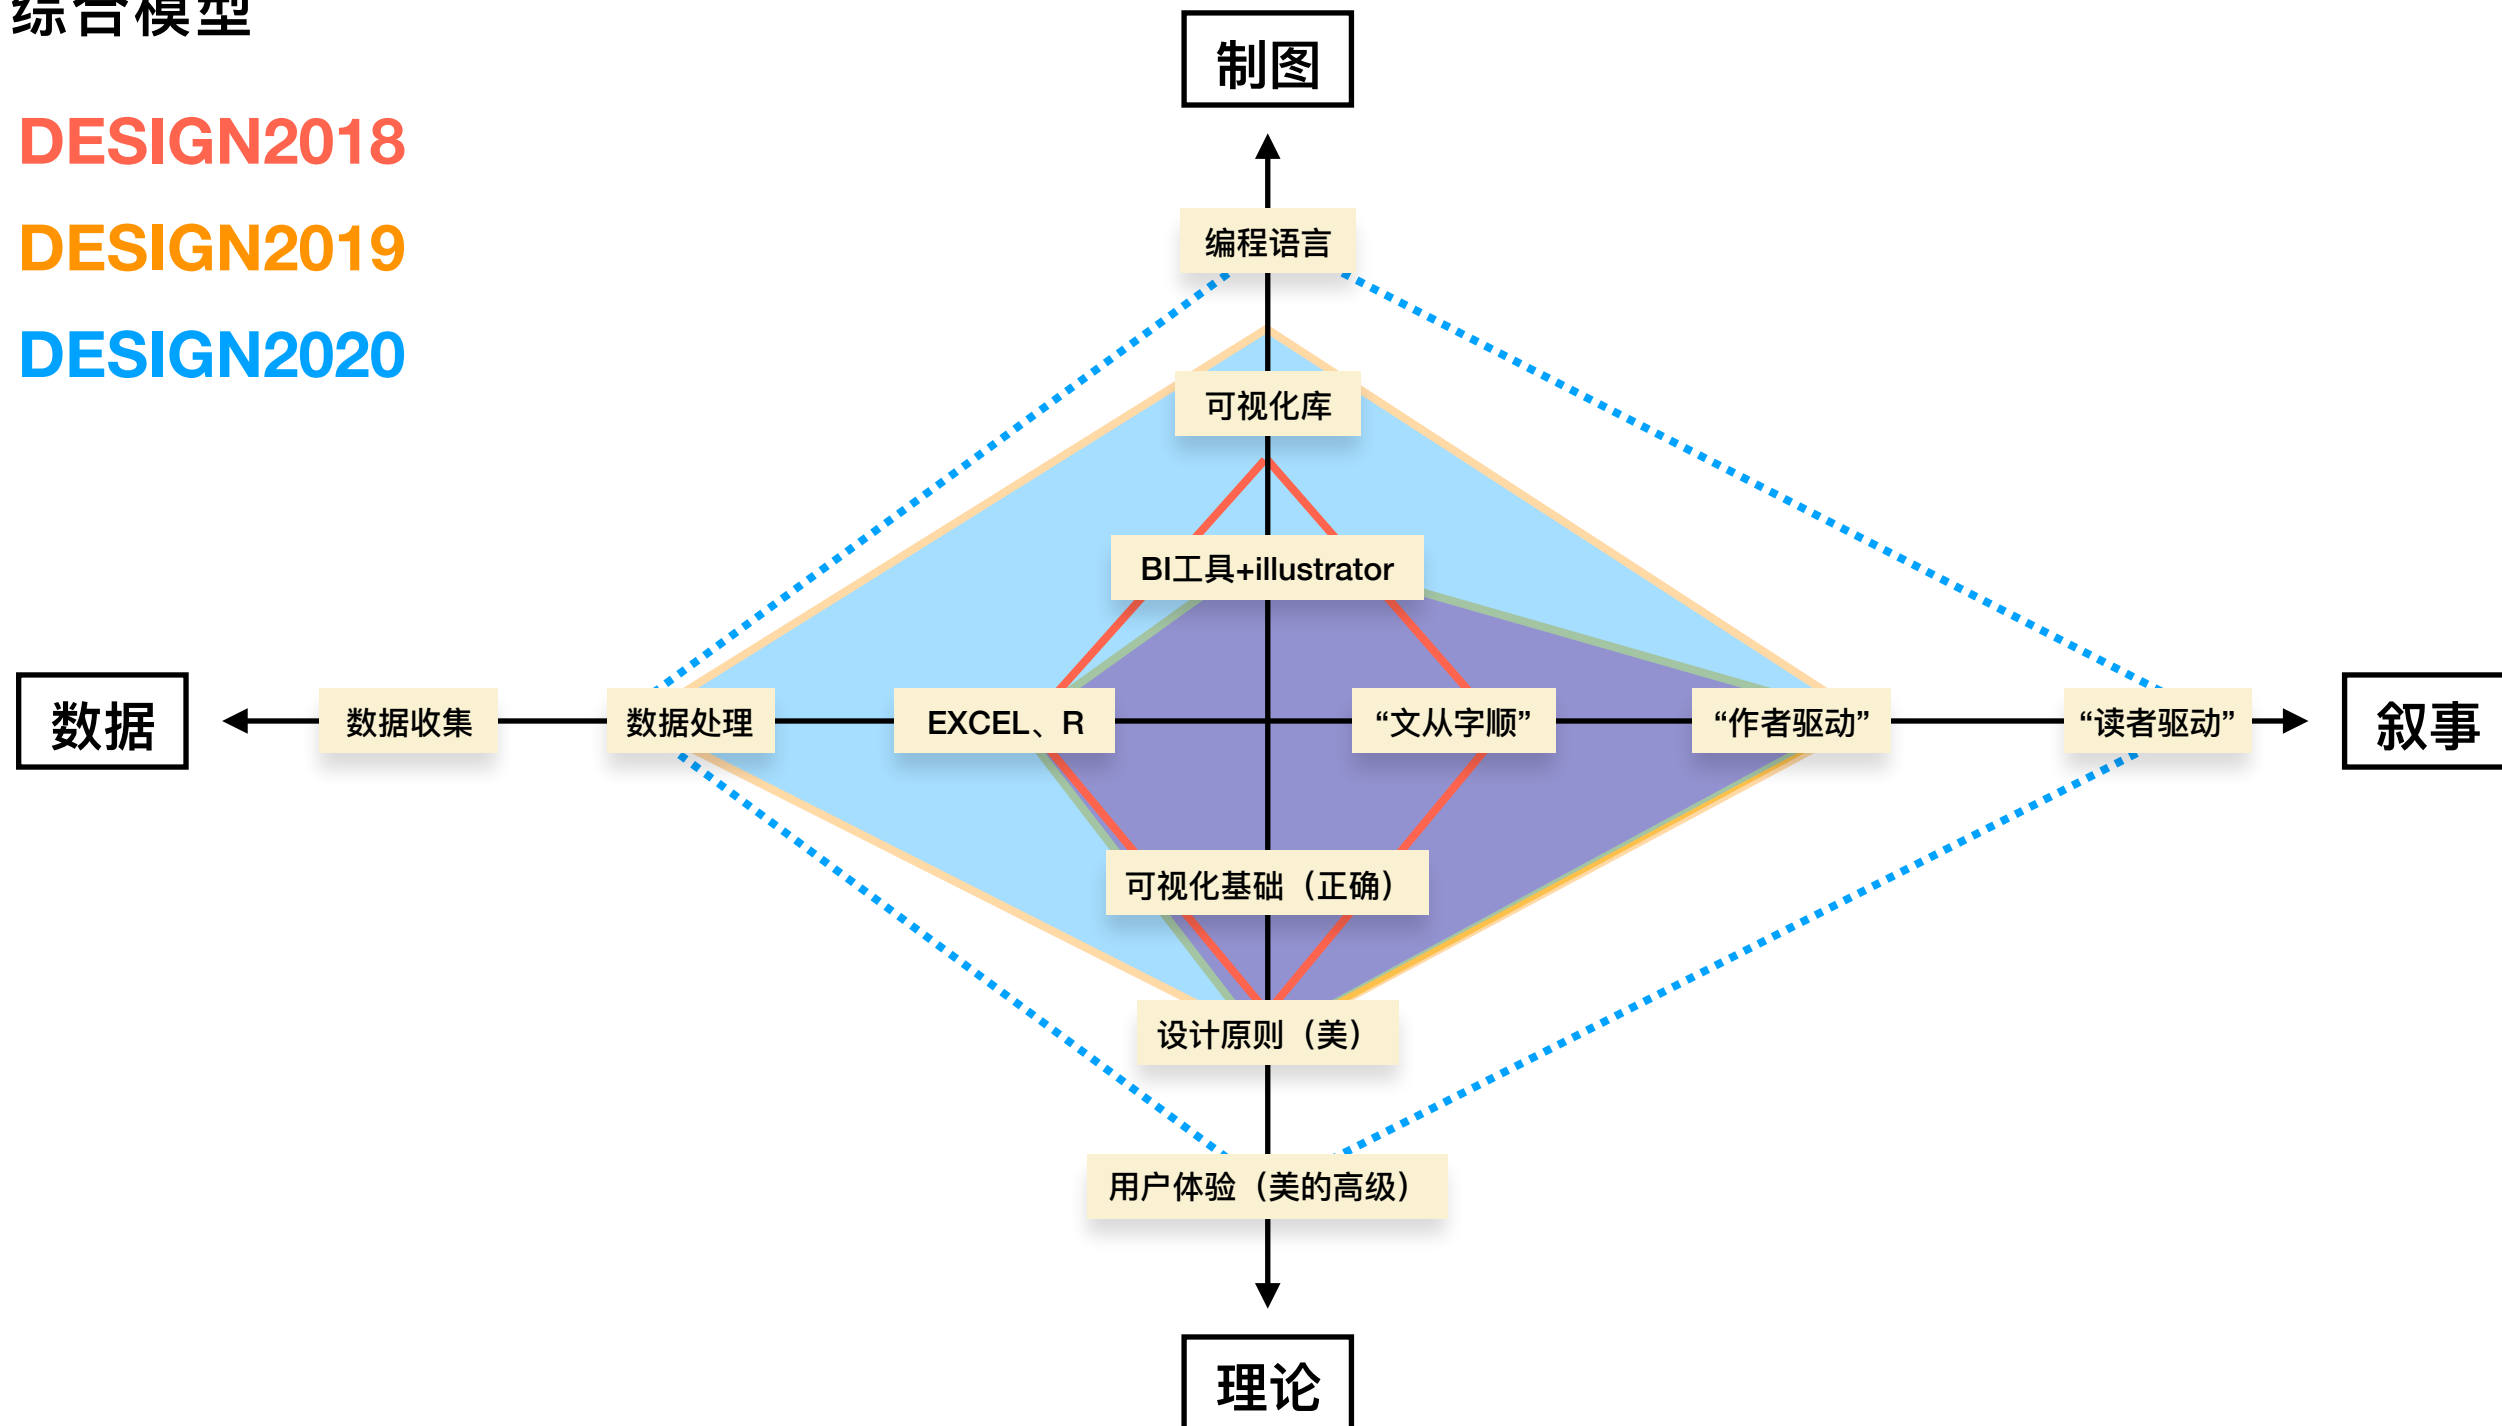 综合模型
DESIGN2018
DESIGN2019
DESIGN2020
制图
编程语言
可视化库
BI工具+illustrator
数据
数据收集
数据处理
EXCEL、R
“文从字顺”
“作者驱动”
“读者驱动”
叙事
可视化基础（正确）
设计原则（美）
用户体验（美的高级）
理论